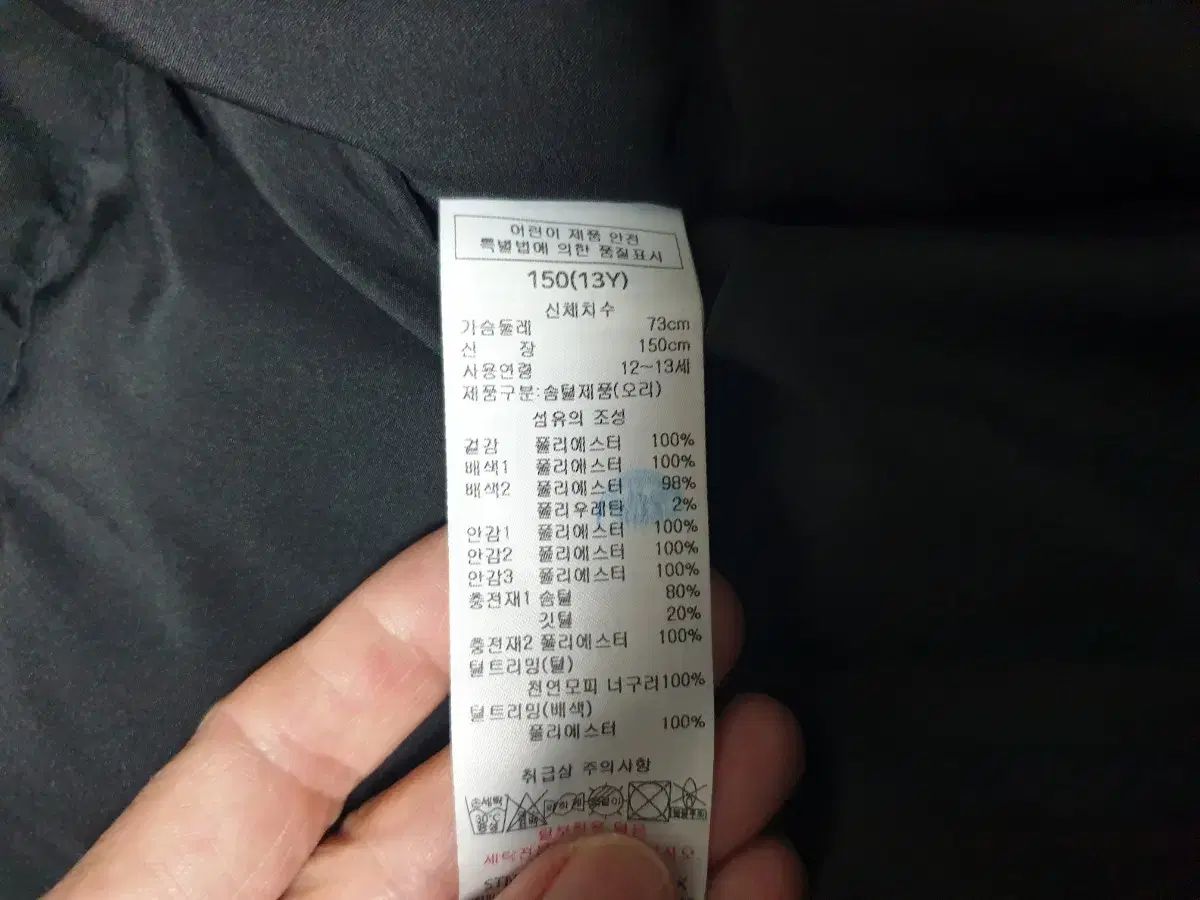 어린이 제품 안전
특별법에 의한 품질표시
150(13Y)
신체치수
가슴둘레 73cm
신 장 150cm
사용연령 12~13세
제품구분:솜털제품(오리)
섬유의 조성
겉감 폴리에스터 100%
배색1 폴리에스터 100%
배색2 폴리에스터 98%
폴리우레탄 2%
안감1 폴리에스터 100%
안감2 폴리에스터 100%
안감3 폴리에스터 100%
충전재1 솜털 80%
깃털 20%
충전재2 폴리에스터 100%
털트리밍(털)
천연모피 너구리100%
털트리밍(배색)
폴리에스터 100%
취급상 주의사항
손세탁
30°C
중성